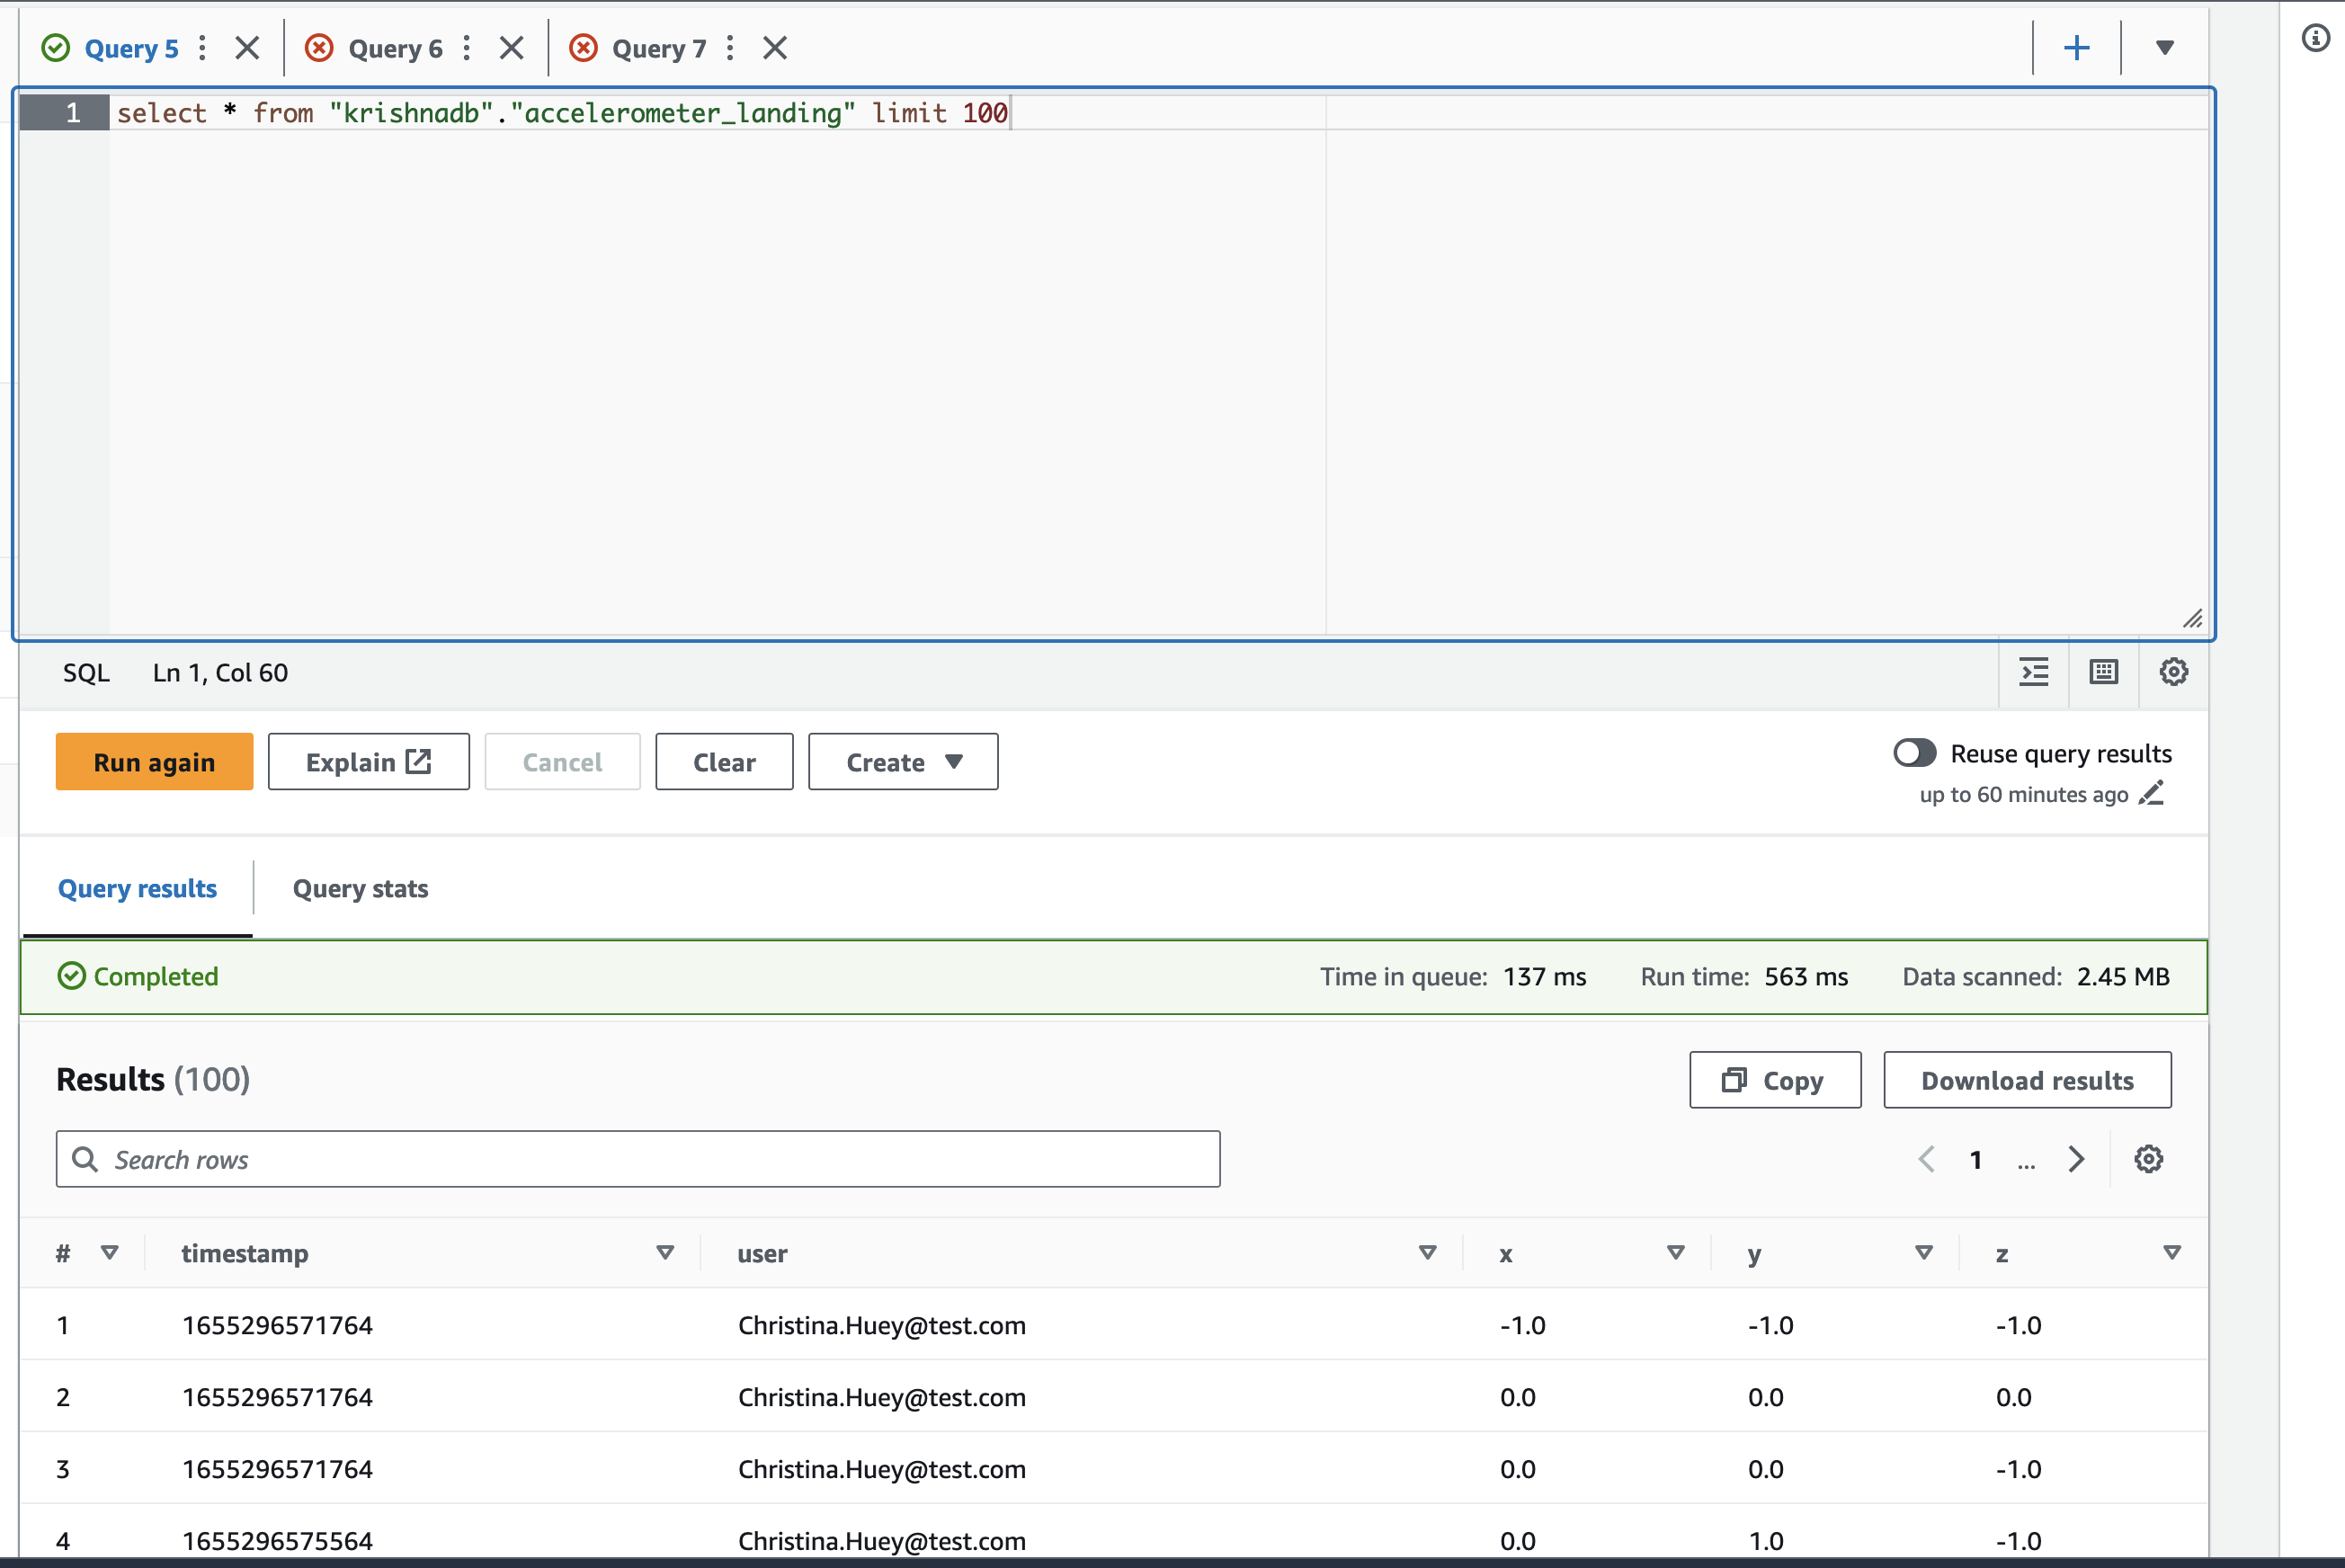 Query 5 Query 6 Query 7
1 select * from "krishnadb"."accelerometer_landing" limit 100
SQL Ln 1, Col 60
Run again Explain Cancel Clear Create Reuse query results
up to 60 minutes ago
Query results Query stats
Completed Time in queue: 137 ms Run time: 563 ms Data scanned: 2.45 MB
Results (100) Copy Download results
Search rows 1 ...
# timestamp user x y z
1 1655296571764 Christina.Huey@test.com -1.0 -1.0 -1.0
2 1655296571764 Christina.Huey@test.com 0.0 0.0 0.0
3 1655296571764 Christina.Huey@test.com 0.0 0.0 -1.0
4 1655296575564 Christina.Huey@test.com 0.0 1.0 -1.0